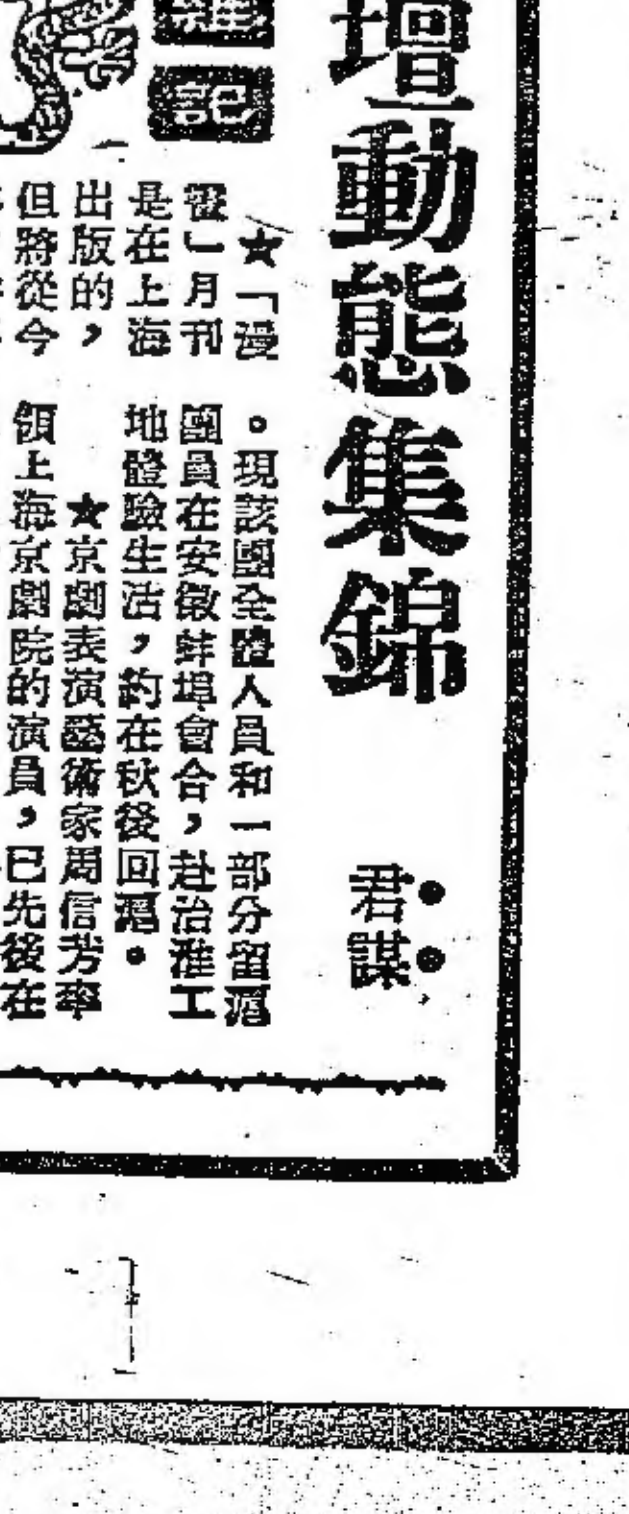 壇動態集錦
君謀
雜
記
★「漫
畫」月刊
是在上海
出版的，
但將從今
。現該團全體人員和一部分留滬
團員在安徽蚌埠會合，赴治淮工
地體驗生活，約在秋後回滬。
★京劇表演藝術家周信芳率
領上海京劇院的演員，已先後在